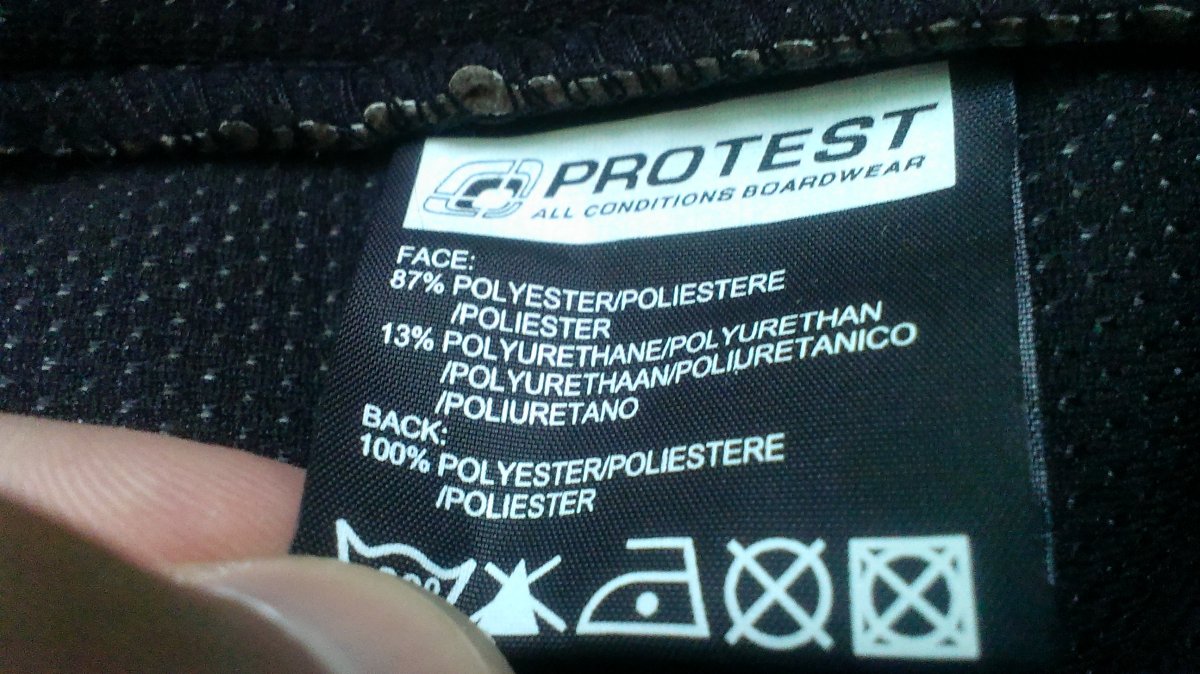 PROTEST
ALL CONDITIONS BOARDWEAR
FACE:
87% POLYESTER/POLIESTERE
/POLIESTER
13% POLYURETHANE/POLYURETHAN
/POLYURETHAAN/POLIURETANICO
/POLIURETANO
BACK:
100% POLYESTER/POLIESTERE
/POLIESTER